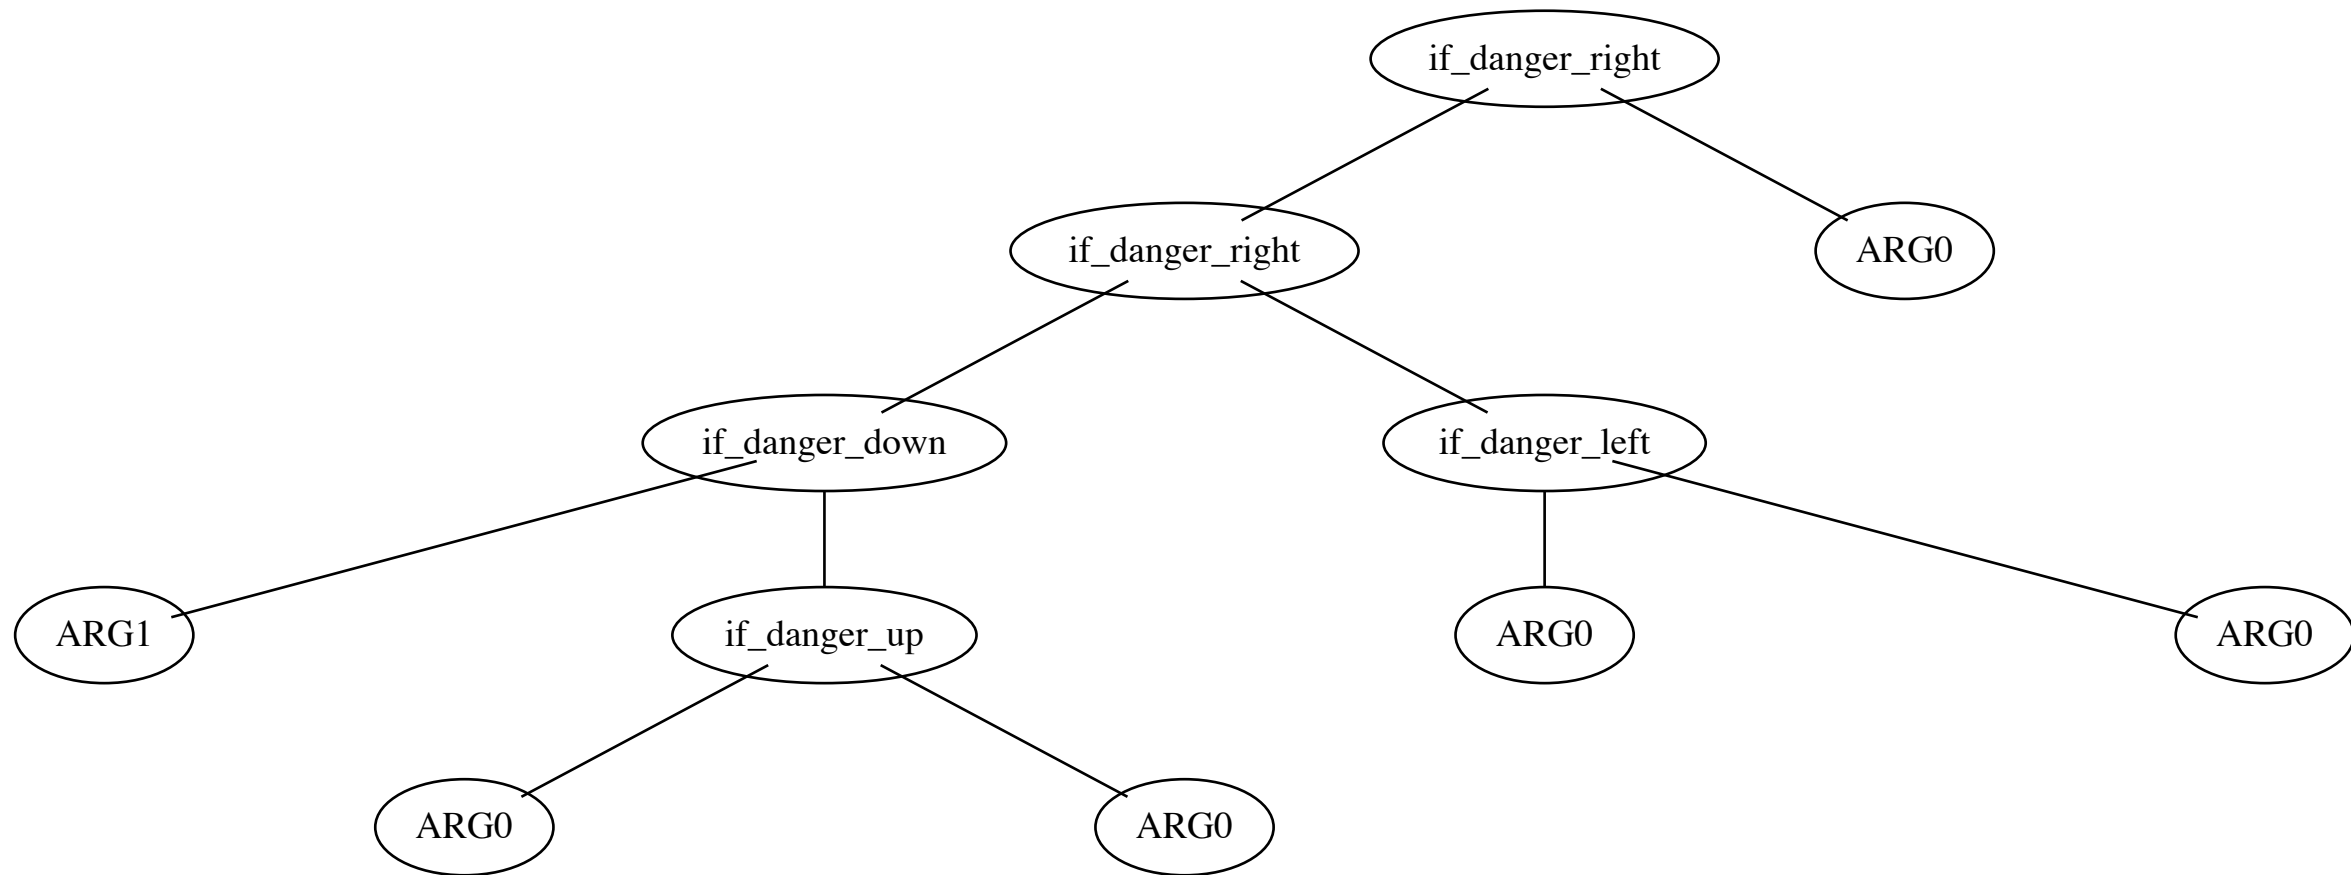 if_danger_right
if_danger_right
ARG0
if_danger_down
if_danger_left
ARG1
if_danger_up
ARG0
ARG0
ARG0
ARG0